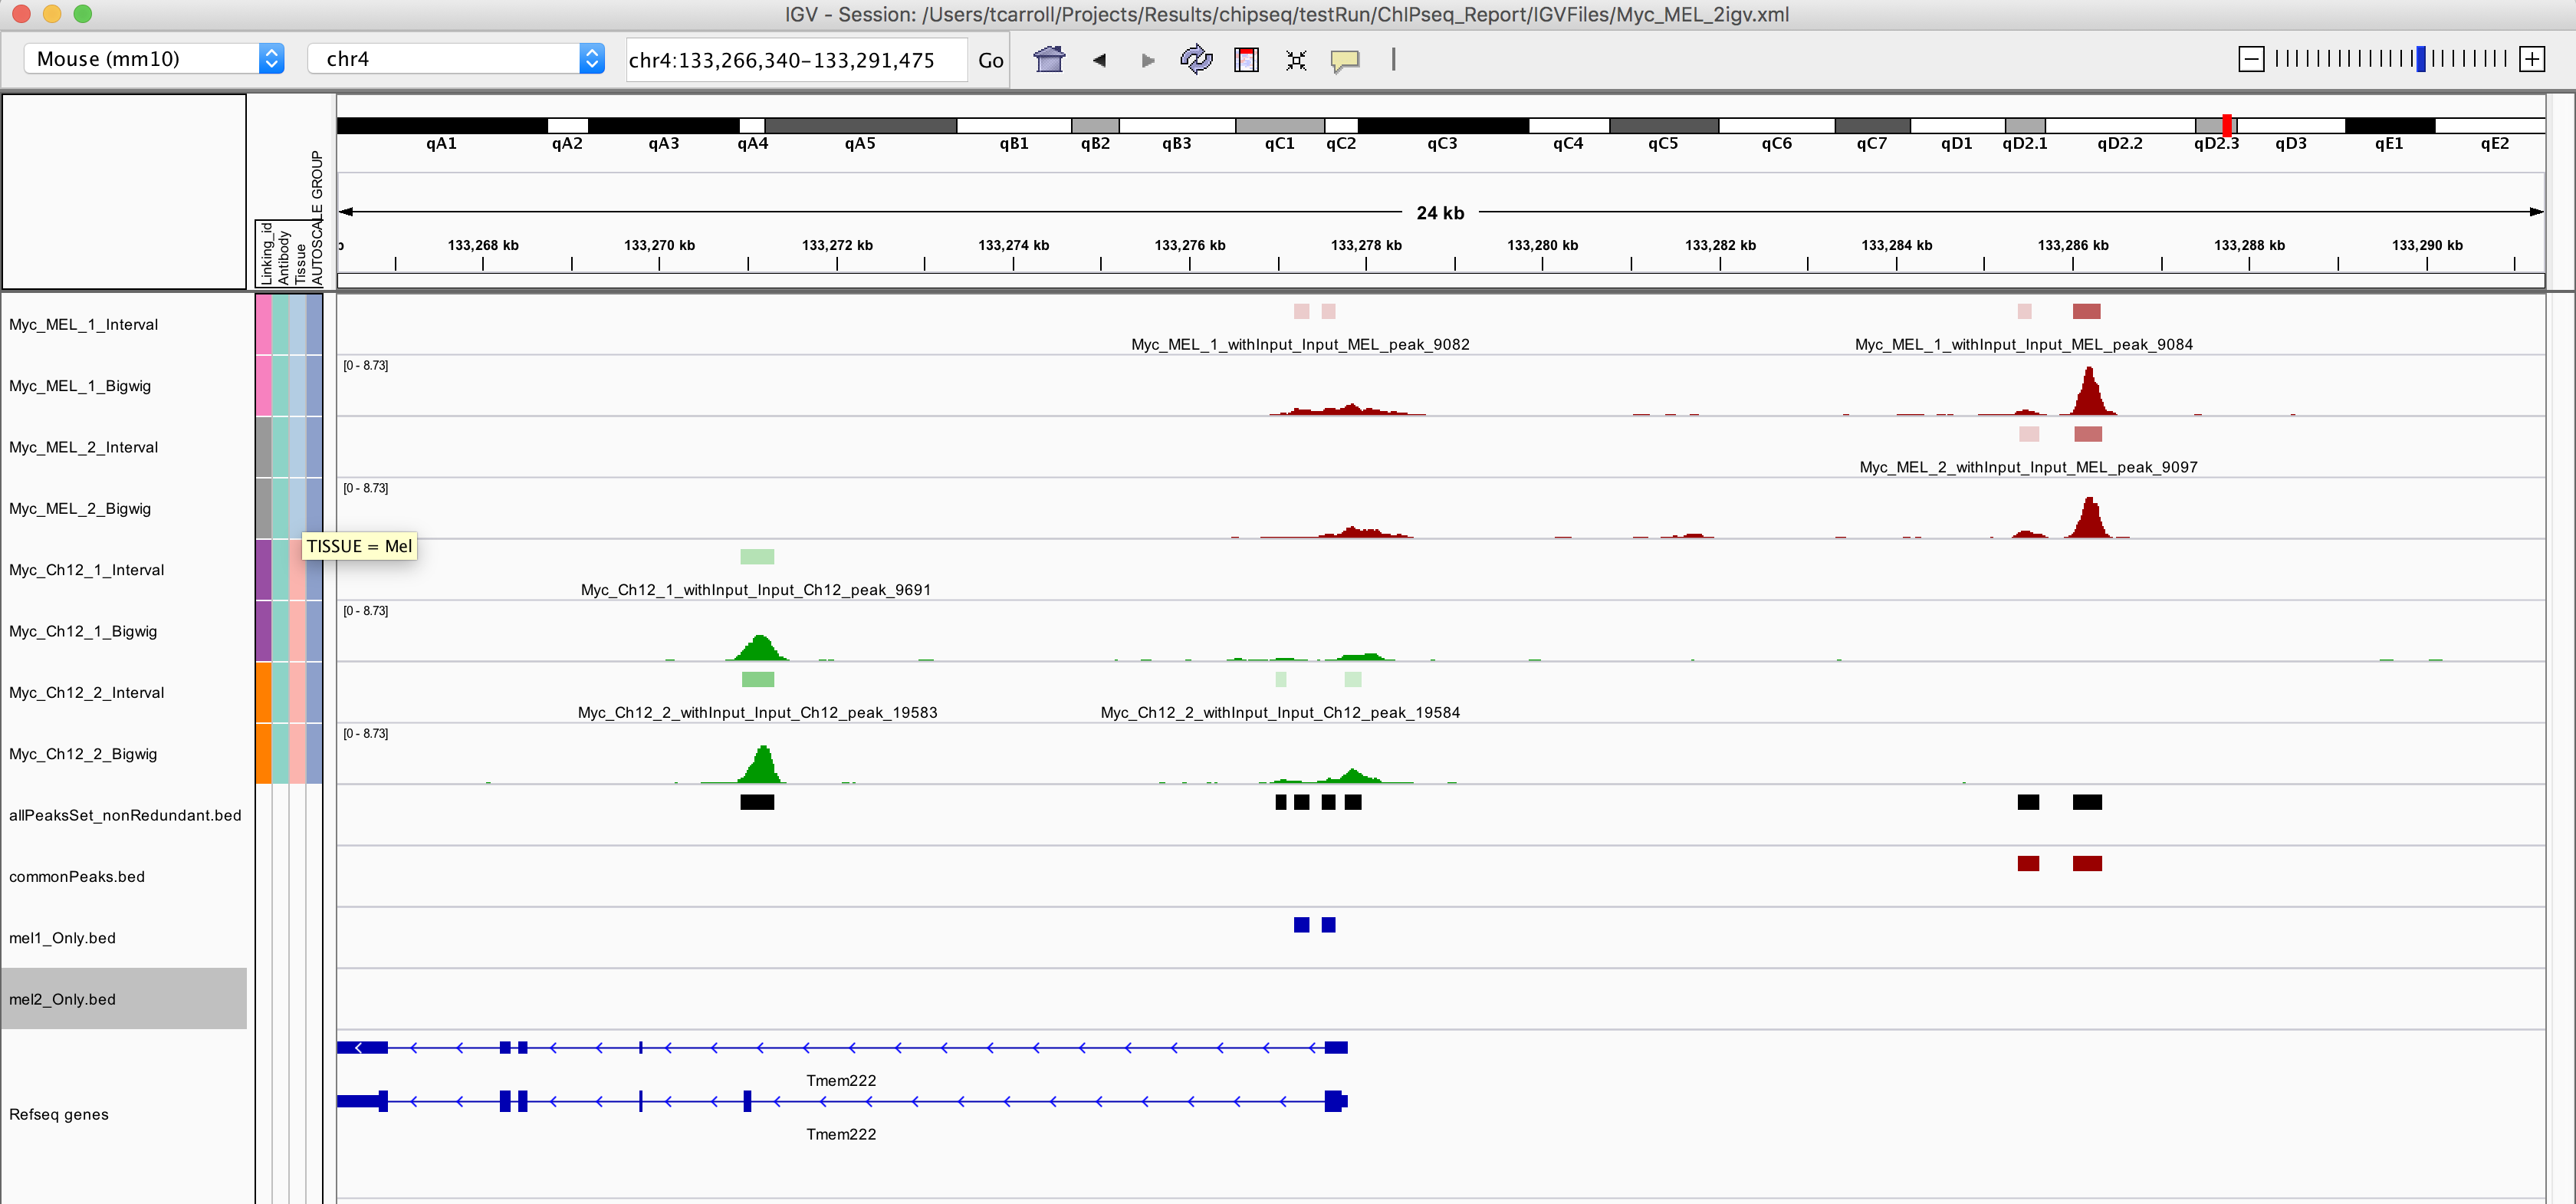 IGV - Session: /Users/tcarroll/Projects/Results/chipseq/testRun/ChIPseq_Report/IGVFiles/Myc_MEL_2igv.xml
Mouse (mm10) chr4 chr4:133,266,340-133,291,475 Go
qA1 qA2 qA3 qA4 qA5 qB1 qB2 qB3 qC1 qC2 qC3 qC4 qC5 qC6 qC7 qD1 qD2.1 qD2.2 qD2.3 qD3 qE1 qE2
24 kb
133,268 kb 133,270 kb 133,272 kb 133,274 kb 133,276 kb 133,278 kb 133,280 kb 133,282 kb 133,284 kb 133,286 kb 133,288 kb 133,290 kb
Linking_id
Antibody
Tissue
AUTOSCALE GROUP
Myc_MEL_1_Interval
Myc_MEL_1_withInput_Input_MEL_peak_9082 Myc_MEL_1_withInput_Input_MEL_peak_9084
[0 - 8.73]
Myc_MEL_1_Bigwig
Myc_MEL_2_Interval
Myc_MEL_2_withInput_Input_MEL_peak_9097
[0 - 8.73]
Myc_MEL_2_Bigwig
TISSUE = Mel
Myc_Ch12_1_Interval
Myc_Ch12_1_withInput_Input_Ch12_peak_9691
[0 - 8.73]
Myc_Ch12_1_Bigwig
Myc_Ch12_2_Interval
Myc_Ch12_2_withInput_Input_Ch12_peak_19583 Myc_Ch12_2_withInput_Input_Ch12_peak_19584
[0 - 8.73]
Myc_Ch12_2_Bigwig
allPeaksSet_nonRedundant.bed
commonPeaks.bed
mel1_Only.bed
mel2_Only.bed
Tmem222
Refseq genes
Tmem222